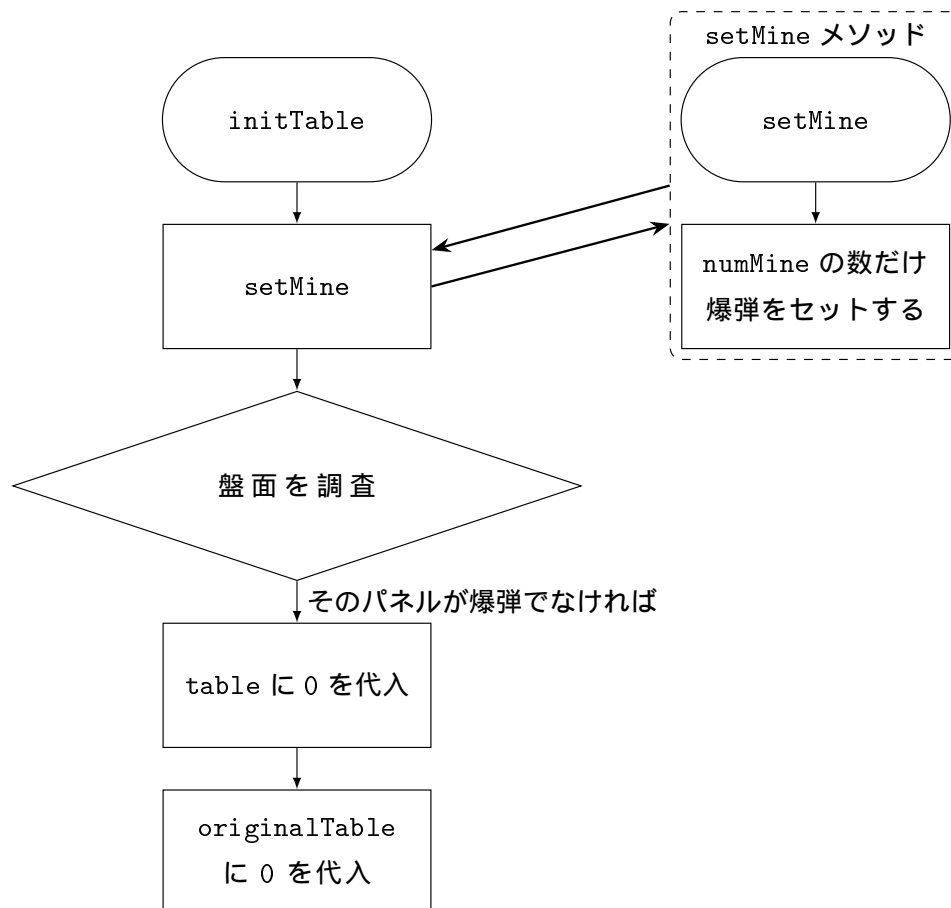 setMine メソッド
initTable
setMine
setMine
numMine の数だけ
爆弾をセットする
盤面を調査
そのパネルが爆弾でなければ
table に 0 を代入
originalTable
に 0 を代入